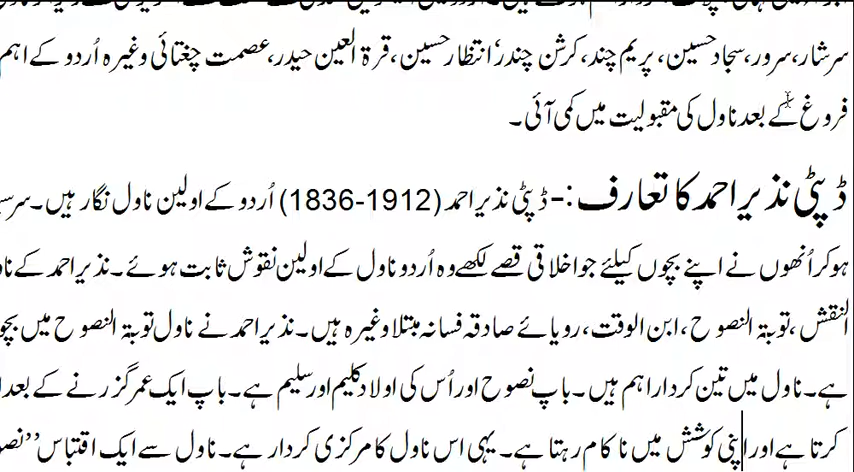 سرشار،سرور،سجاد حسین، پریم چند،کرشن چندر،انتظار حسین،قرۃ العین حیدر،عصمت چغتائی وغیرہ اُردو کے اہم
فروغ کے بعد ناول کی مقبولیت میں کمی آئی۔
ڈپٹی نذیر احمد کا تعارف:- ڈپٹی نذیر احمد (1836-1912) اُردو کے اولین ناول نگار ہیں۔
ہوکر اُنھوں نے اپنے بچوں کیلئے جو اخلاقی قصے لکھے وہ اُردو ناول کے اولین نقوش ثابت ہوئے۔نذیر احمد کے
النقش،توبۃ النصوح،ابن الوقت،رویائے صادقہ فسانہ مبتلا وغیرہ ہیں۔نذیر احمد نے ناول توبۃ النصوح میں
ہے۔ناول میں تین کردار اہم ہیں۔باپ نصوح اور اُس کی اولاد کلیم اور سلیم ہے۔باپ ایک عمر گزرنے کے بعد
کرتا ہے اور اپنی کوشش میں ناکام رہتا ہے۔یہی اس ناول کا مرکزی کردار ہے۔ناول سے ایک اقتباس’’